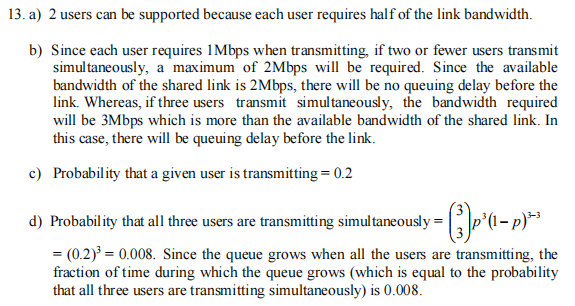 13. a) 2 users can be supported because each user requires half of the link bandwidth.
b) Since each user requires 1Mbps when transmitting, if two or fewer users transmit
simultaneously, a maximum of 2Mbps will be required. Since the available
bandwidth of the shared link is 2Mbps, there will be no queuing delay before the
link. Whereas, if three users transmit simultaneously, the bandwidth required
will be 3Mbps which is more than the available bandwidth of the shared link. In
this case, there will be queuing delay before the link.
c) Probability that a given user is transmitting = 0.2
d) Probability that all three users are transmitting simultaneously = (3 3) p³(1 – p)³⁻³
= (0.2)³ = 0.008. Since the queue grows when all the users are transmitting, the
fraction of time during which the queue grows (which is equal to the probability
that all three users are transmitting simultaneously) is 0.008.